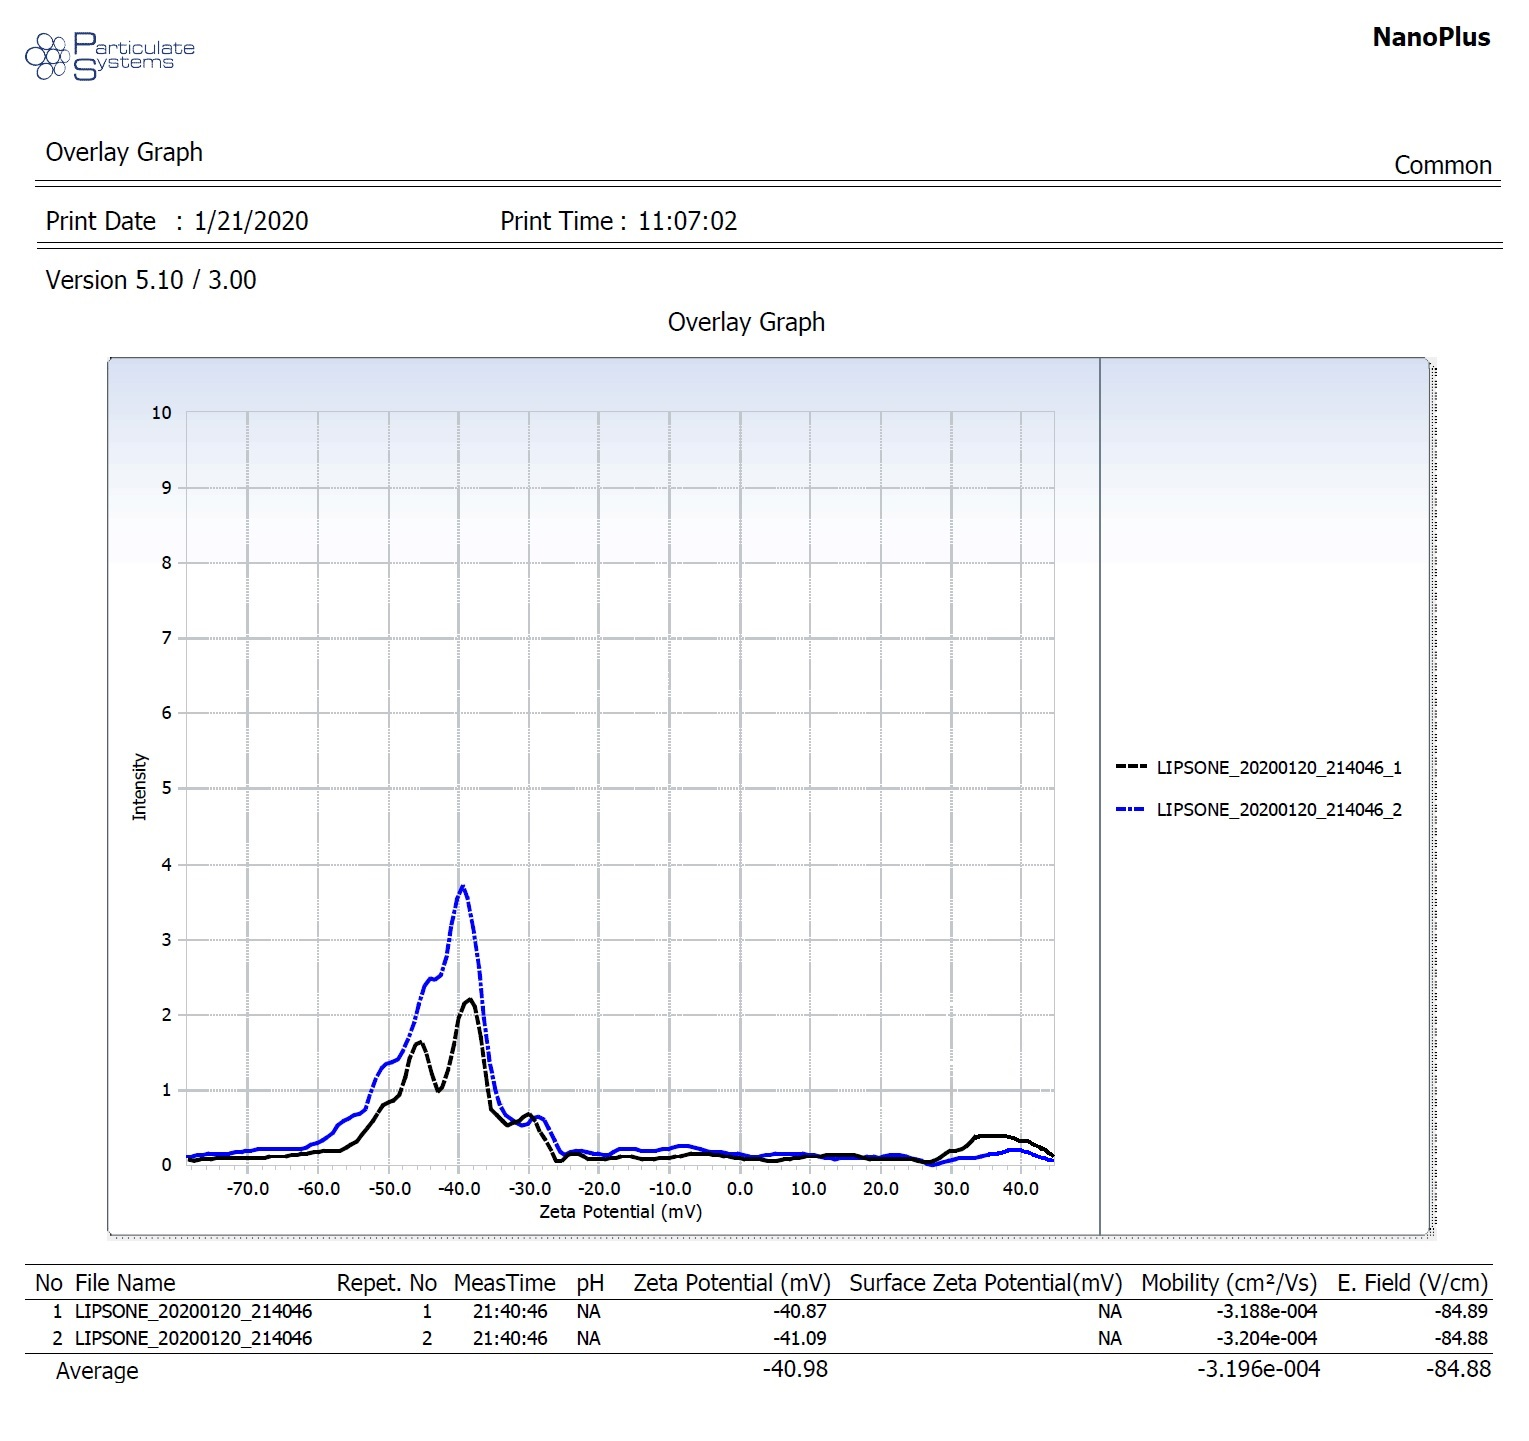 Particulate Systems
NanoPlus
Overlay Graph
Common
Print Date : 1/21/2020 Print Time : 11:07:02
Version 5.10 / 3.00
Overlay Graph
10
9
8
7
6
5
4
3
2
1
0
Intensity
-70.0 -60.0 -50.0 -40.0 -30.0 -20.0 -10.0 0.0 10.0 20.0 30.0 40.0
Zeta Potential (mV)
LIPSONE_20200120_214046_1
LIPSONE_20200120_214046_2
No File Name Repet. No MeasTime pH Zeta Potential (mV) Surface Zeta Potential(mV) Mobility (cm²/Vs) E. Field (V/cm)
1 LIPSONE_20200120_214046 1 21:40:46 NA -40.87 NA -3.188e-004 -84.89
2 LIPSONE_20200120_214046 2 21:40:46 NA -41.09 NA -3.204e-004 -84.88
Average -40.98 -3.196e-004 -84.88